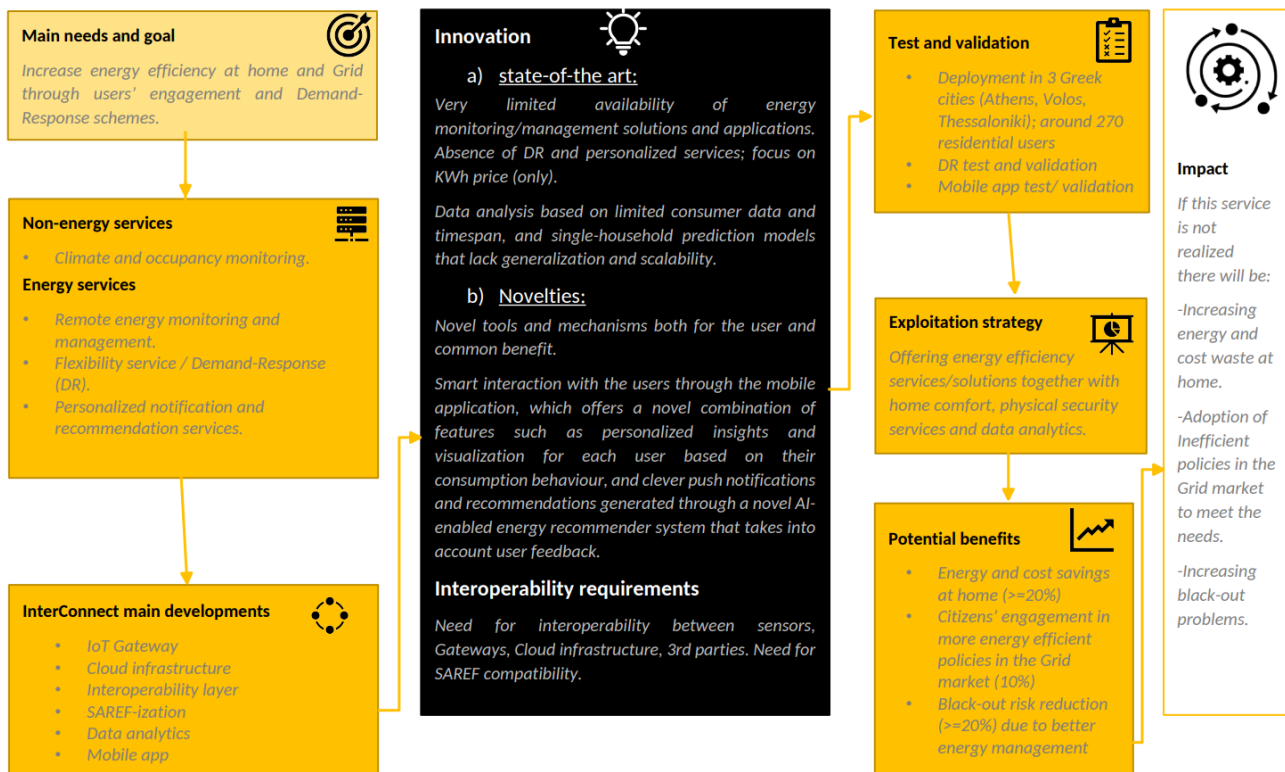 Main needs and goal
Increase energy efficiency at home and Grid
through users' engagement and Demand-
Response schemes.
Non-energy services
• Climate and occupancy monitoring.
Energy services
• Remote energy monitoring and
management.
• Flexibility service / Demand-Response
(DR).
• Personalized notification and
recommendation services.
InterConnect main developments
• IoT Gateway
• Cloud infrastructure
• Interoperability layer
• SAREF-ization
• Data analytics
• Mobile app
Innovation
a) state-of-the art:
Very limited availability of energy
monitoring/management solutions and applications.
Absence of DR and personalized services; focus on
KWh price (only).
Data analysis based on limited consumer data and
timespan, and single-household prediction models
that lack generalization and scalability.
b) Novelties:
Novel tools and mechanisms both for the user and
common benefit.
Smart interaction with the users through the mobile
application, which offers a novel combination of
features such as personalized insights and
visualization for each user based on their
consumption behaviour, and clever push notifications
and recommendations generated through a novel AI-
enabled energy recommender system that takes into
account user feedback.
Interoperability requirements
Need for interoperability between sensors,
Gateways, Cloud infrastructure, 3rd parties. Need for
SAREF compatibility.
Test and validation
• Deployment in 3 Greek
cities (Athens, Volos,
Thessaloniki); around 270
residential users
• DR test and validation
• Mobile app test/ validation
Exploitation strategy
Offering energy efficiency
services/solutions together with
home comfort, physical security
services and data analytics.
Potential benefits
• Energy and cost savings
at home (>=20%)
• Citizens' engagement in
more energy efficient
policies in the Grid
market (10%)
• Black-out risk reduction
(>=20%) due to better
energy management
Impact
If this service
is not
realized
there will be:
-Increasing
energy and
cost waste at
home.
-Adoption of
Inefficient
policies in the
Grid market
to meet the
needs.
-Increasing
black-out
problems.